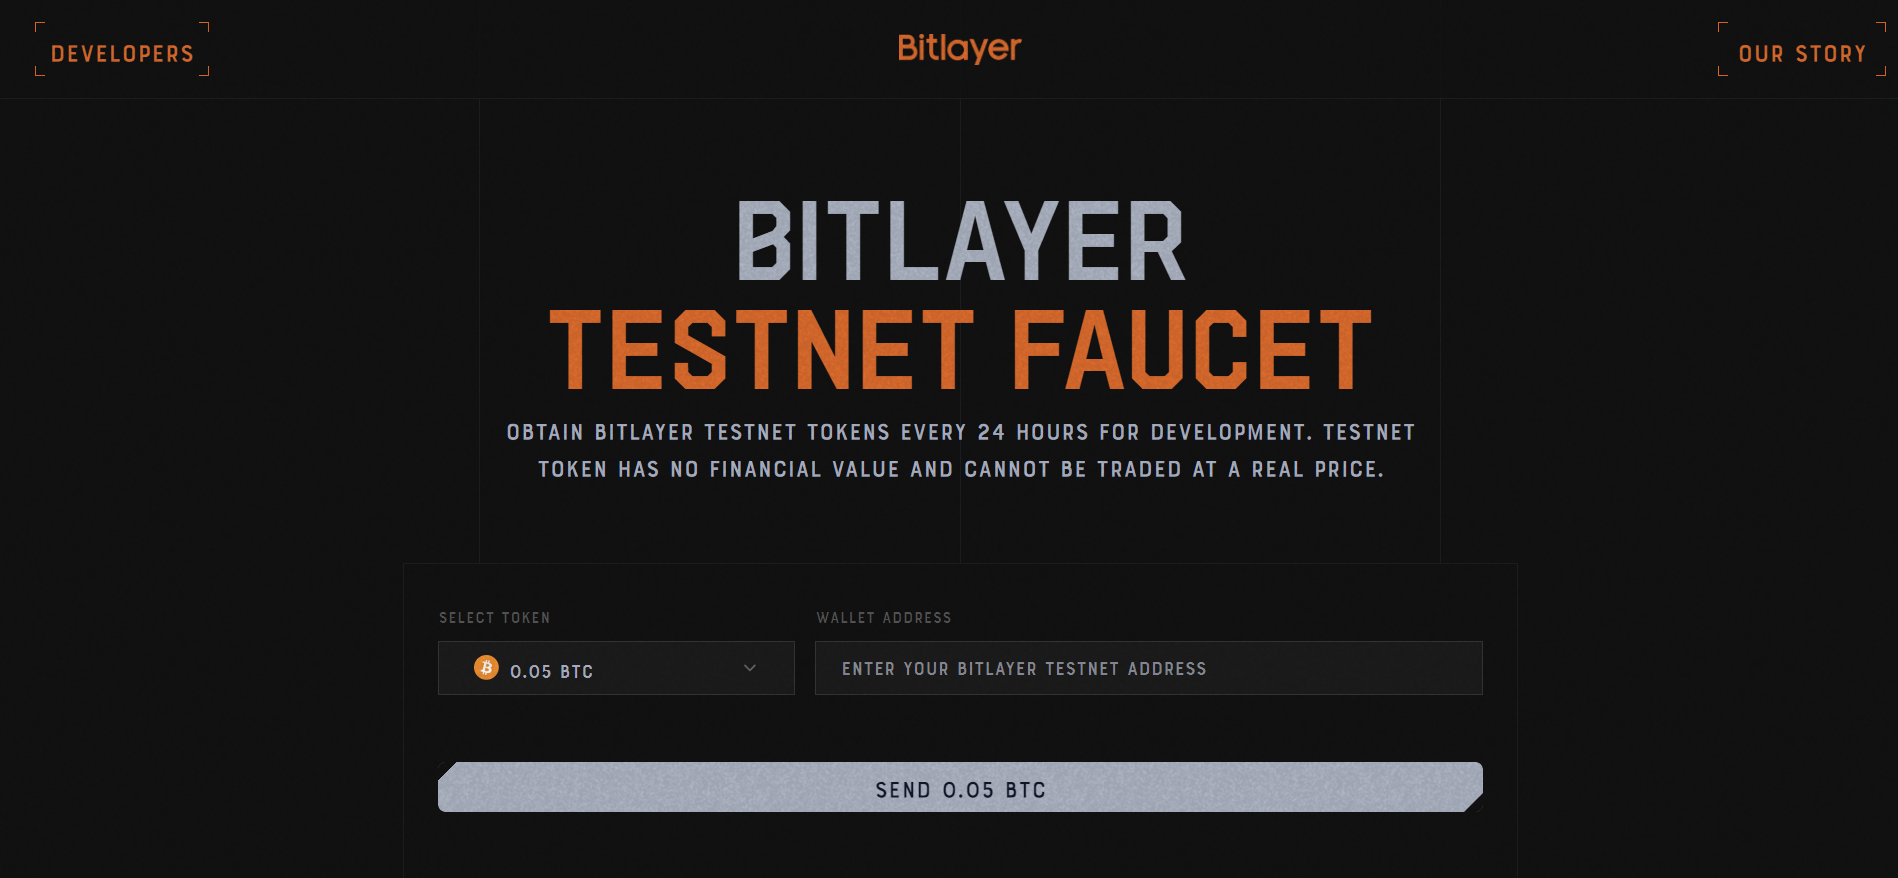 DEVELOPERS
Bitlayer
OUR STORY
BITLAYER
TESTNET FAUCET
OBTAIN BITLAYER TESTNET TOKENS EVERY 24 HOURS FOR DEVELOPMENT. TESTNET
TOKEN HAS NO FINANCIAL VALUE AND CANNOT BE TRADED AT A REAL PRICE.
SELECT TOKEN
WALLET ADDRESS
0.05 BTC
ENTER YOUR BITLAYER TESTNET ADDRESS
SEND 0.05 BTC